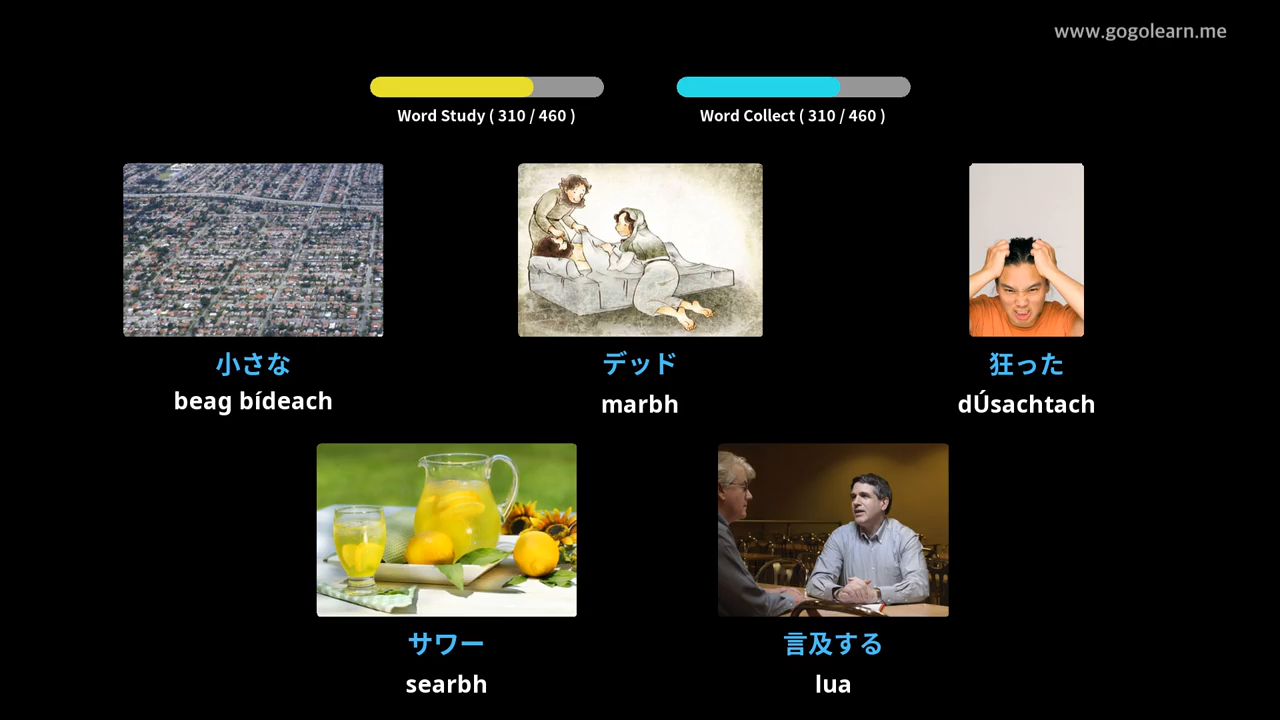 www.gogolearn.me
Word Study ( 310 / 460 )
Word Collect ( 310 / 460 )
小さな
beag bídeach
デッド
marbh
狂った
dÚsachtach
サワー
searbh
言及する
lua